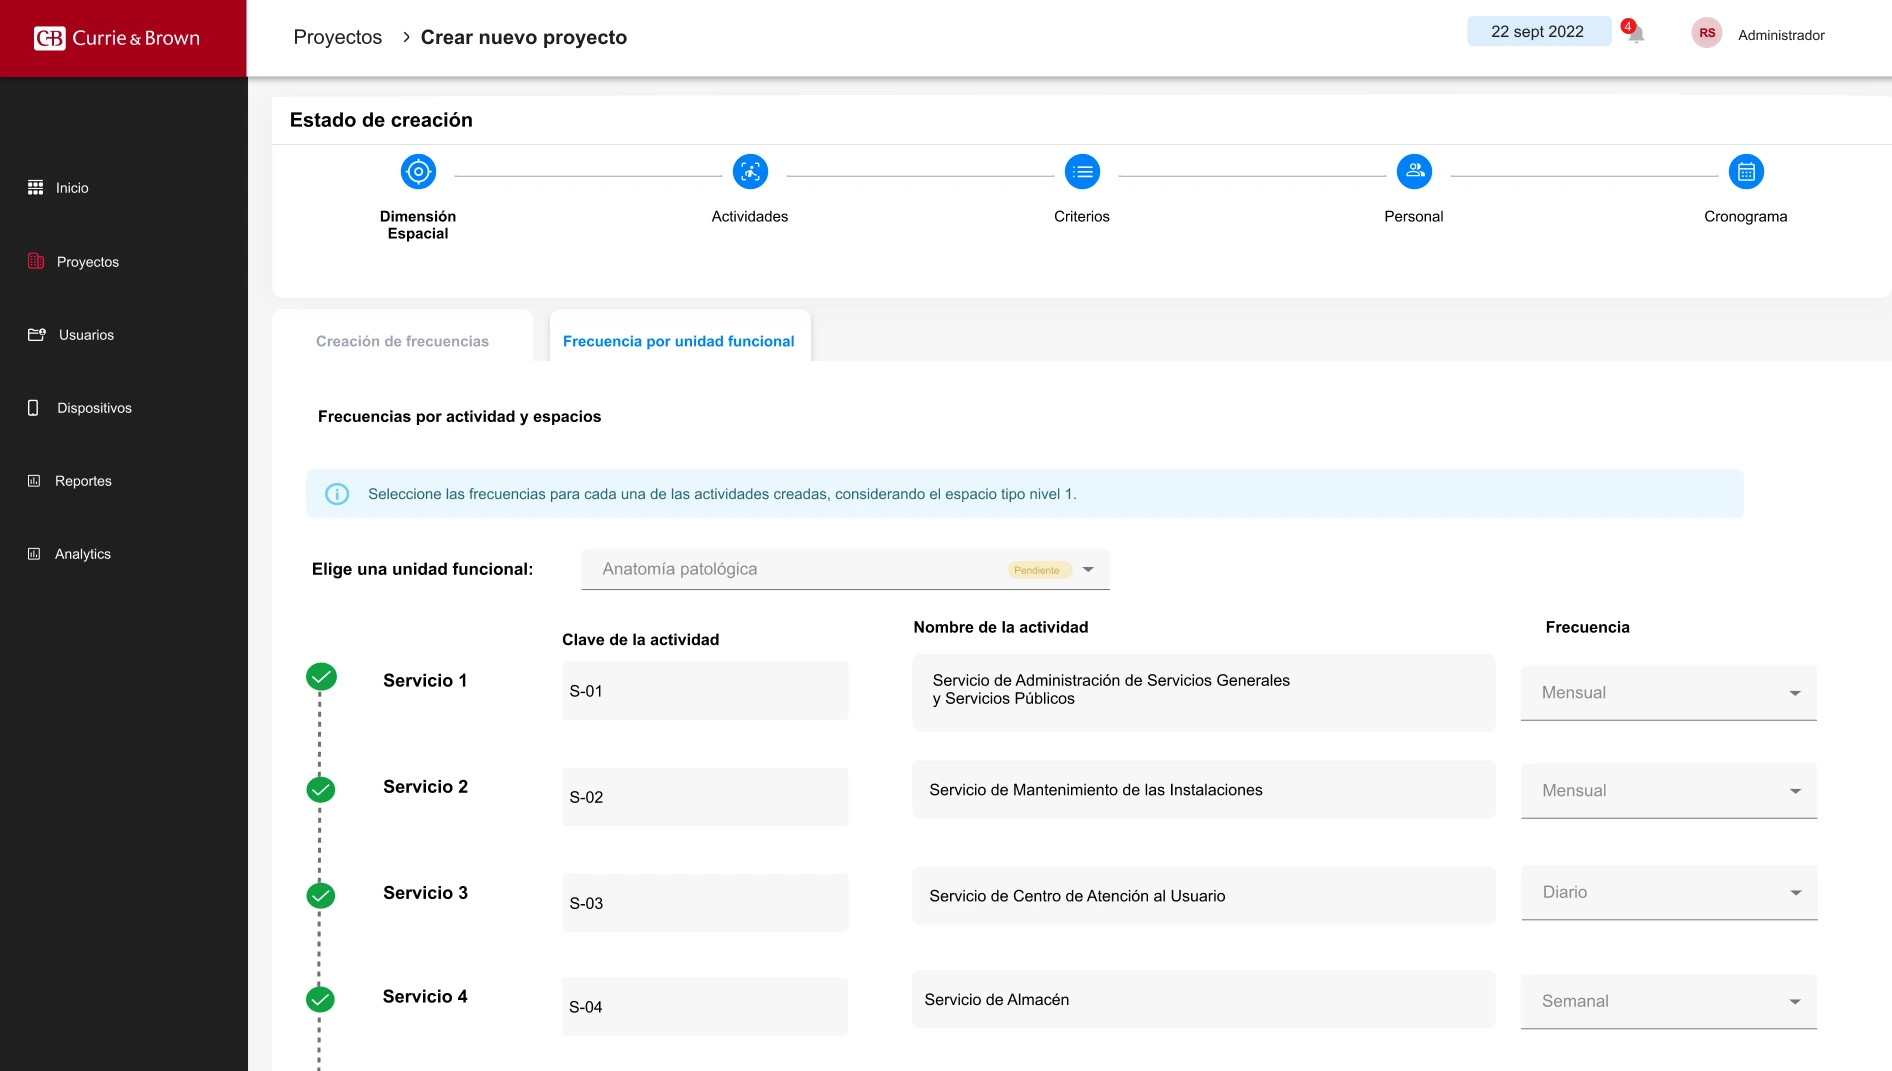 CB Currie & Brown
Proyectos > Crear nuevo proyecto
22 sept 2022
4
RS
Administrador
Inicio
Proyectos
Usuarios
Dispositivos
Reportes
Analytics
Estado de creación
Dimensión
Espacial
Actividades
Criterios
Personal
Cronograma
Creación de frecuencias
Frecuencia por unidad funcional
Frecuencias por actividad y espacios
Seleccione las frecuencias para cada una de las actividades creadas, considerando el espacio tipo nivel 1.
Elige una unidad funcional:
Anatomía patológica
Pendiente
Clave de la actividad
Nombre de la actividad
Frecuencia
Servicio 1
S-01
Servicio de Administración de Servicios Generales
y Servicios Públicos
Mensual
Servicio 2
S-02
Servicio de Mantenimiento de las Instalaciones
Mensual
Servicio 3
S-03
Servicio de Centro de Atención al Usuario
Diario
Servicio 4
S-04
Servicio de Almacén
Semanal